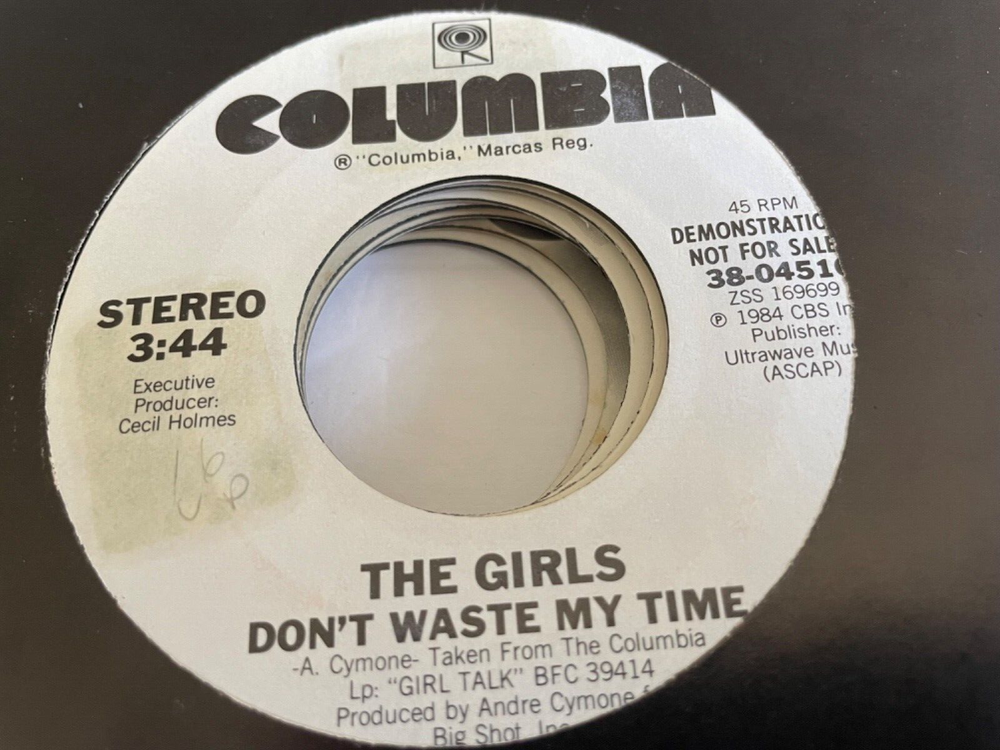 COLUMBIA
®"Columbia," Marcas Reg.
45 RPM
DEMONSTRATIO
NOT FOR SALE
38-0451
ZSS 169699
℗ 1984 CBS In
Publisher:
Ultrawave Mus
(ASCAP)
STEREO
3:44
Executive
Producer:
Cecil Holmes
THE GIRLS
DON'T WASTE MY TIME
-A. Cymone- Taken From The Columbia
Lp: "GIRL TALK" BFC 39414
Produced by Andre Cymone
Big Shot, Inc